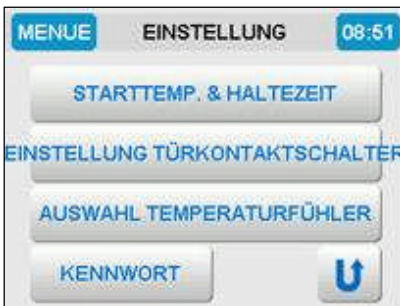 MENUE EINSTELLUNG 08:51
STARTTEMP. & HALTEZEIT
EINSTELLUNG TÜRKONTAKTSCHALTER
AUSWAHL TEMPERATURFÜHLER
KENNWORT